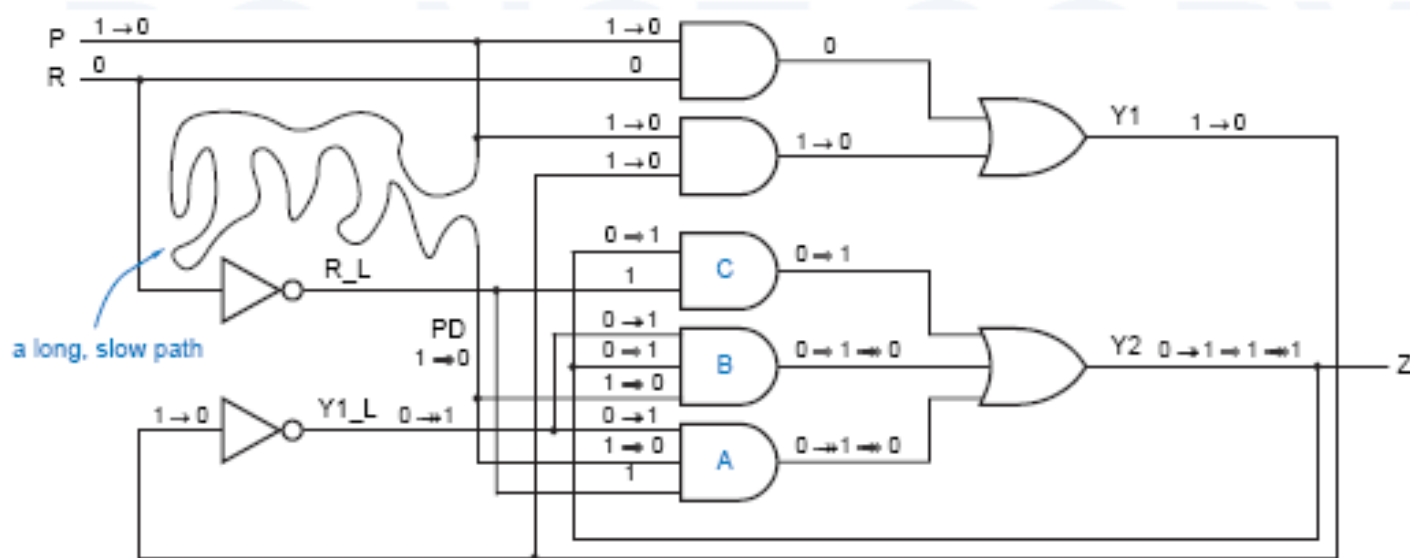 P 1→0 1→0 0
R 0 0
1→0 Y1 1→0
1→0 1→0
0⇒1 0⇒1
R_L 1 C
a long, slow path
PD 0→1
1⇒0 0⇒1 B 0⇒1⇒0 Y2 0→1⇒1⇒1 Z
1⇒0
1→0 Y1_L 0↠1 0→1
1⇒0 A 0↠1⇒0
1